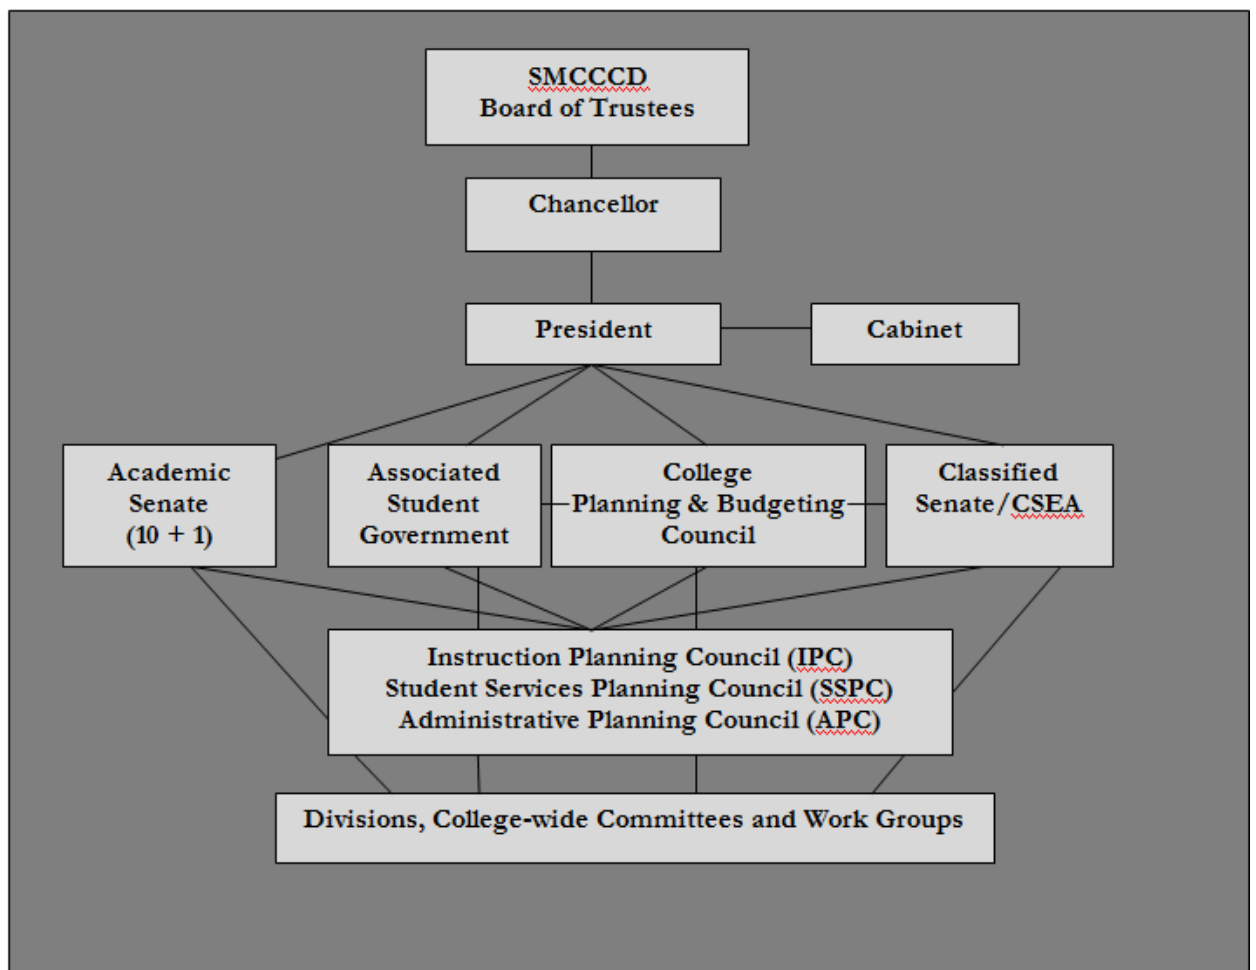 SMCCCD
Board of Trustees
Chancellor
President
Cabinet
Academic
Senate
(10 + 1)
Associated
Student
Government
College
Planning & Budgeting
Council
Classified
Senate/CSEA
Instruction Planning Council (IPC)
Student Services Planning Council (SSPC)
Administrative Planning Council (APC)
Divisions, College-wide Committees and Work Groups